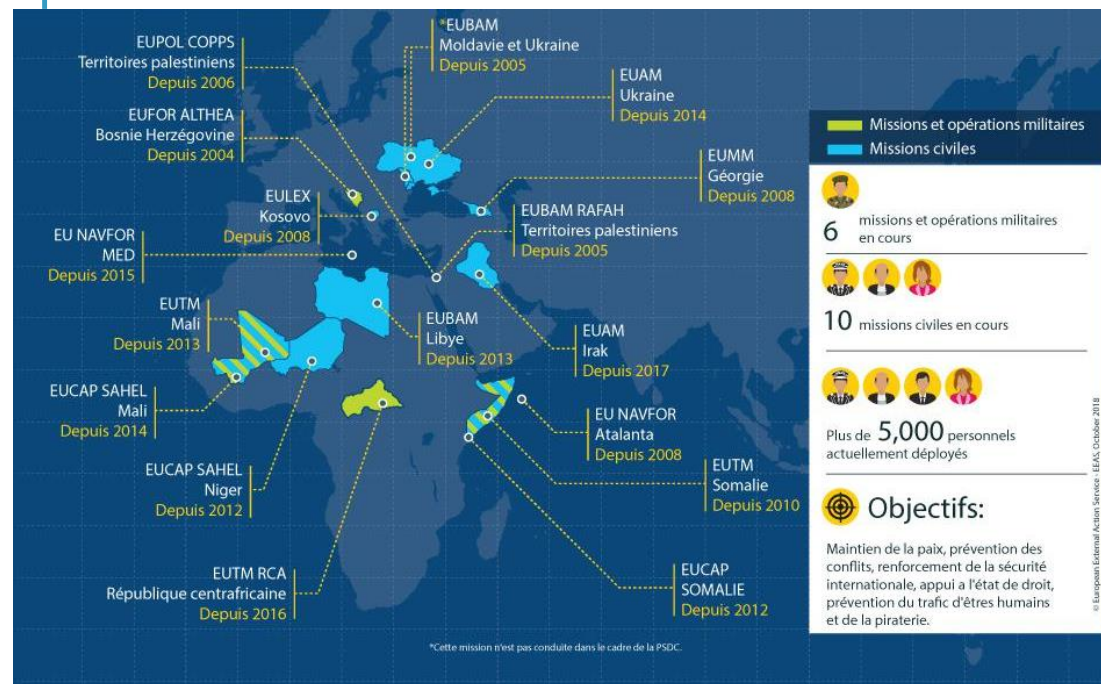 EUPOL COPPS
Territoires palestiniens
Depuis 2006
*EUBAM
Moldavie et Ukraine
Depuis 2005
EUAM
Ukraine
Depuis 2014
EUFOR ALTHEA
Bosnie Herzégovine
Depuis 2004
EUMM
Géorgie
Depuis 2008
EULEX
Kosovo
Depuis 2008
EUBAM RAFAH
Territoires palestiniens
Depuis 2005
EU NAVFOR
MED
Depuis 2015
EUTM
Mali
Depuis 2013
EUBAM
Libye
Depuis 2013
EUAM
Irak
Depuis 2017
EUCAP SAHEL
Mali
Depuis 2014
EU NAVFOR
Atalanta
Depuis 2008
EUCAP SAHEL
Niger
Depuis 2012
EUTM
Somalie
Depuis 2010
EUTM RCA
République centrafricaine
Depuis 2016
EUCAP
SOMALIE
Depuis 2012
*Cette mission n'est pas conduite dans le cadre de la PSDC.
Missions et opérations militaires
Missions civiles
6 missions et opérations militaires
en cours
10 missions civiles en cours
Plus de 5,000 personnels
actuellement déployés
Objectifs:
Maintien de la paix, prévention des
conflits, renforcement de la sécurité
internationale, appui a l'état de droit,
prévention du trafic d'êtres humains
et de la piraterie.
© European External Action Service - EEAS, October 2018